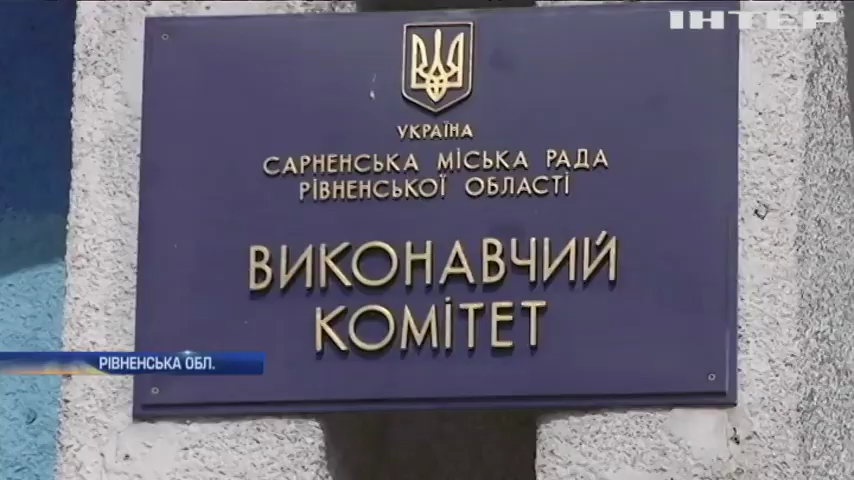 ІНТЕР
УКРАЇНА
САРНЕНСЬКА МІСЬКА РАДА
РІВНЕНСЬКОЇ ОБЛАСТІ
ВИКОНАВЧИЙ
КОМІТЕТ
РІВНЕНСЬКА ОБЛ.